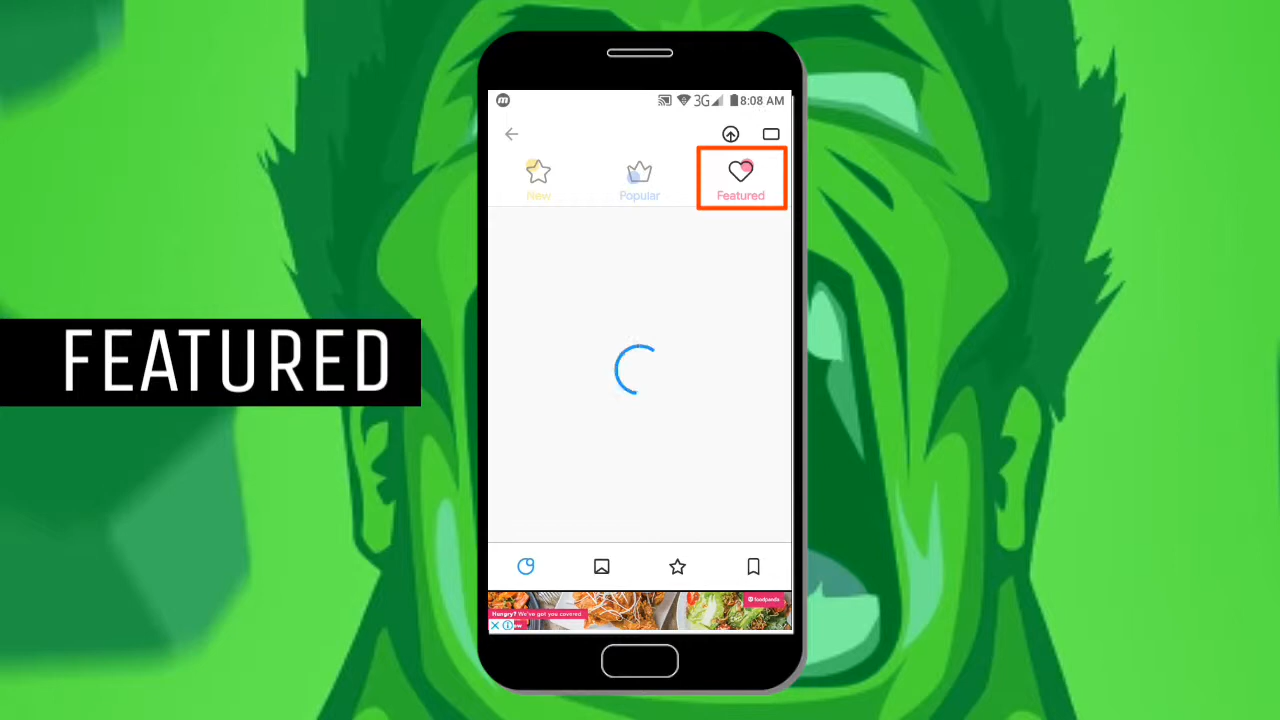 3G 8:08 AM
New
Popular
Featured
FEATURED
foodpanda
Hungry? We've got you covered